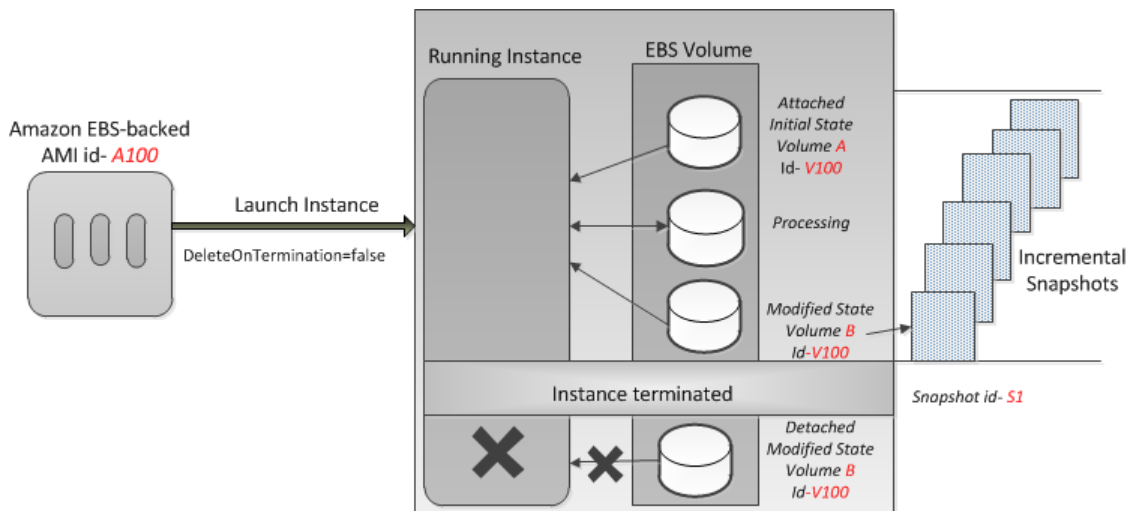 Amazon EBS-backed
AMI id- A100
Launch Instance
DeleteOnTermination=false
Running Instance
EBS Volume
Attached
Initial State
Volume A
Id- V100
Processing
Modified State
Volume B
Id-V100
Incremental
Snapshots
Snapshot id- S1
Instance terminated
Detached
Modified State
Volume B
Id-V100